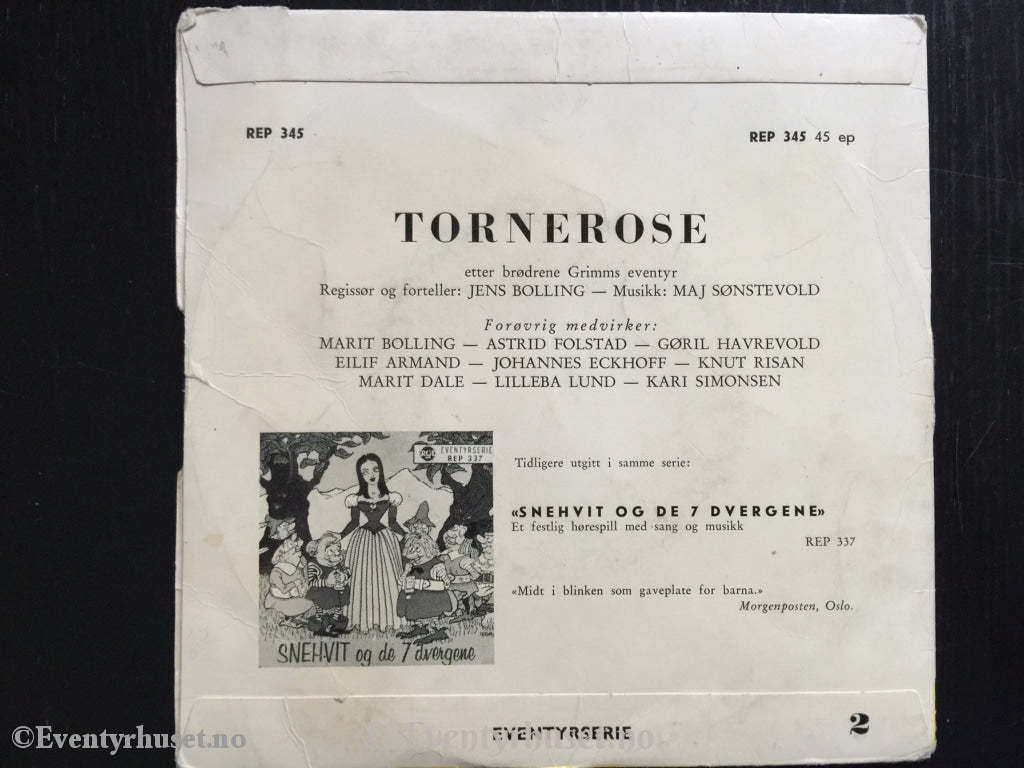 REP 345
REP 345 45 ep
TORNEROSE
etter brødrene Grimms eventyr
Regissør og forteller: JENS BOLLING — Musikk: MAJ SØNSTEVOLD
Forøvrig medvirker:
MARIT BOLLING — ASTRID FOLSTAD — GØRIL HAVREVOLD
EILIF ARMAND — JOHANNES ECKHOFF — KNUT RISAN
MARIT DALE — LILLEBA LUND — KARI SIMONSEN
RCA EVENTYRSERIE
REP 337
SNEHVIT og de 7 dvergene
Tidligere utgitt i samme serie:
«SNEHVIT OG DE 7 DVERGENE»
Et festlig hørespill med sang og musikk
REP 337
«Midt i blinken som gaveplate for barna.»
Morgenposten, Oslo.
EVENTYRSERIE
2
©Eventyrhuset.no
©Eventyrhuset.no